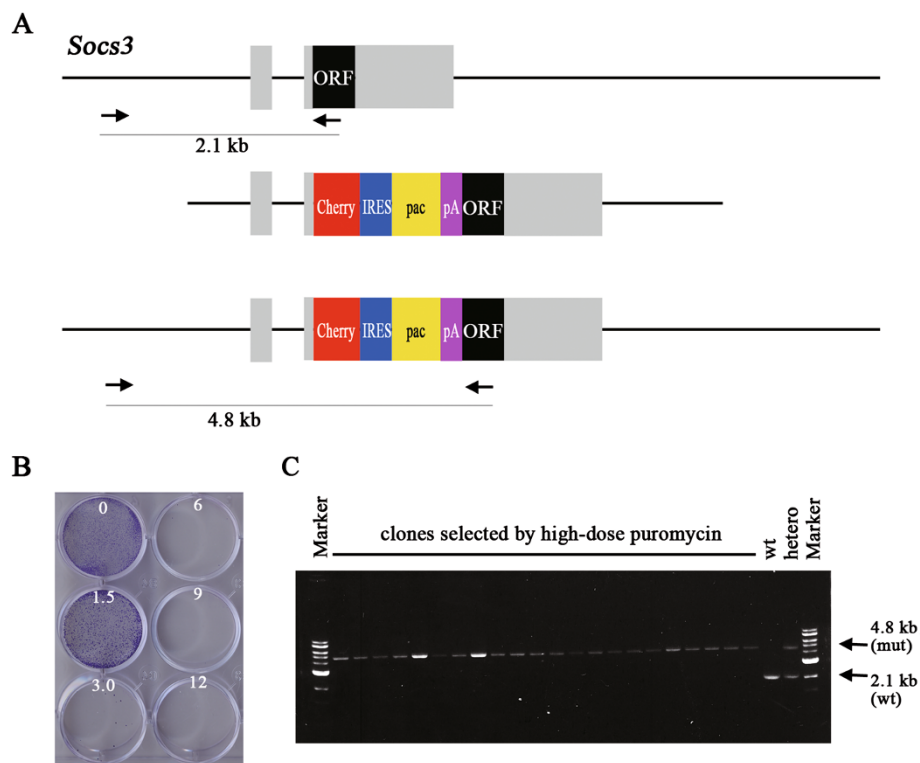 A
Socs3
ORF
2.1 kb
Cherry IRES pac pA ORF
Cherry IRES pac pA ORF
4.8 kb
B
0 6
1.5 9
3.0 12
C
Marker
clones selected by high-dose puromycin
wt
hetero
Marker
4.8 kb
(mut)
2.1 kb
(wt)